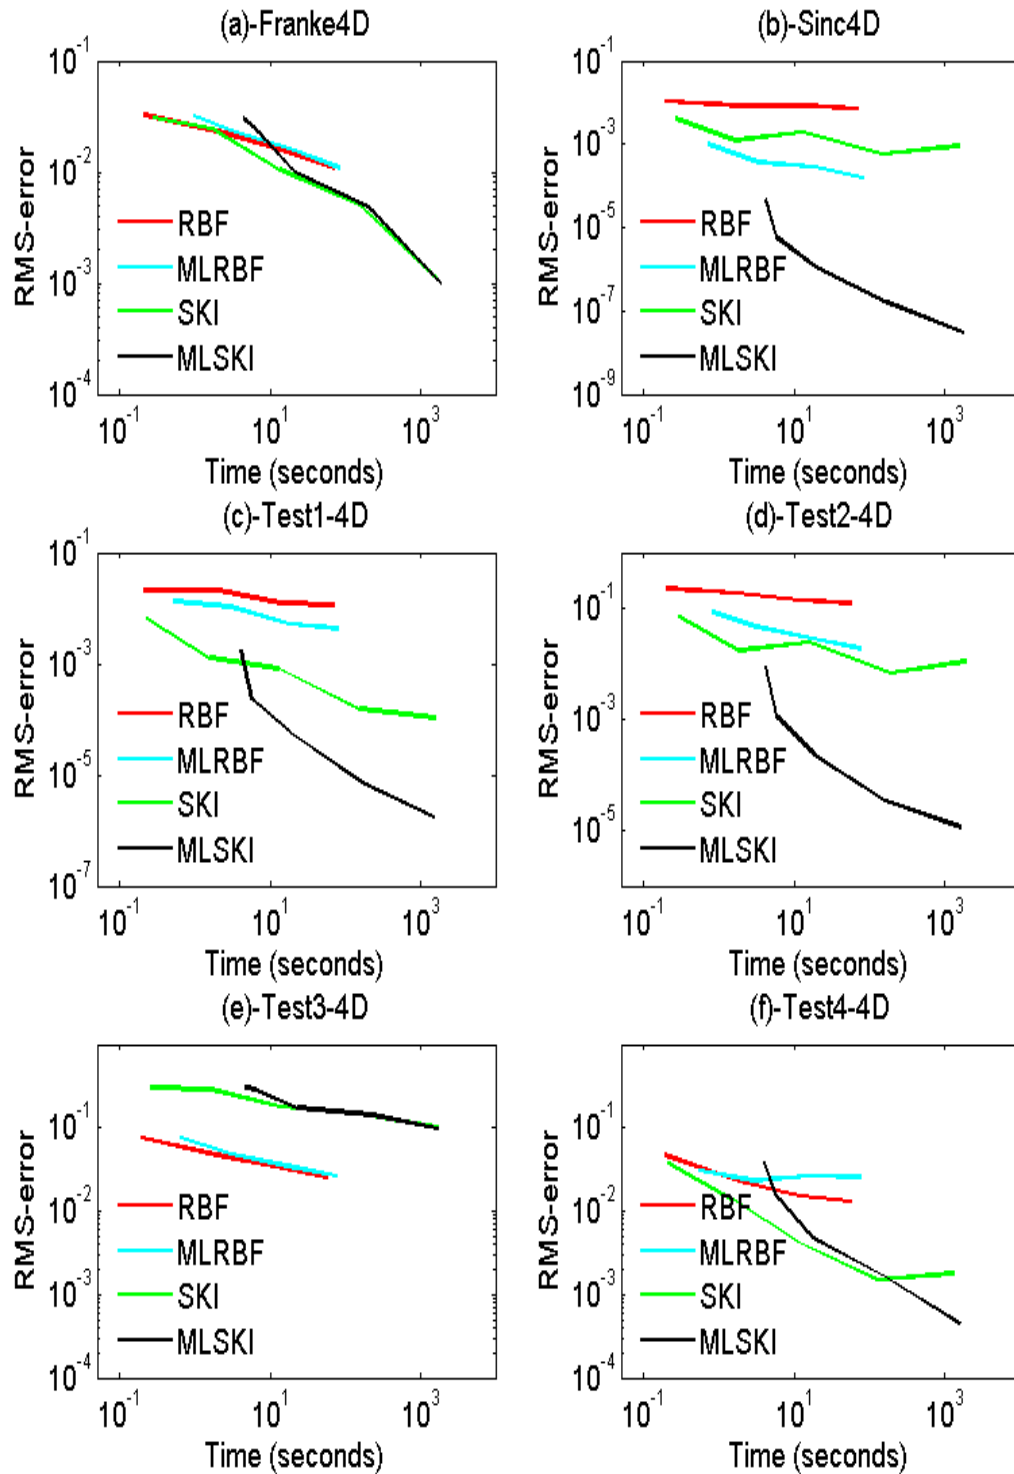 (a)-Franke4D
RMS-error
10^-1
10^-2
10^-3
10^-4
RBF
MLRBF
SKI
MLSKI
10^-1 10^1 10^3
Time (seconds)
(b)-Sinc4D
RMS-error
10^-1
10^-3
10^-5
10^-7
10^-9
RBF
MLRBF
SKI
MLSKI
10^-1 10^1 10^3
Time (seconds)
(c)-Test1-4D
RMS-error
10^-1
10^-3
10^-5
10^-7
RBF
MLRBF
SKI
MLSKI
10^-1 10^1 10^3
Time (seconds)
(d)-Test2-4D
RMS-error
10^-1
10^-3
10^-5
RBF
MLRBF
SKI
MLSKI
10^-1 10^1 10^3
Time (seconds)
(e)-Test3-4D
RMS-error
10^-1
10^-2
10^-3
10^-4
RBF
MLRBF
SKI
MLSKI
10^-1 10^1 10^3
Time (seconds)
(f)-Test4-4D
RMS-error
10^-1
10^-2
10^-3
10^-4
RBF
MLRBF
SKI
MLSKI
10^-1 10^1 10^3
Time (seconds)